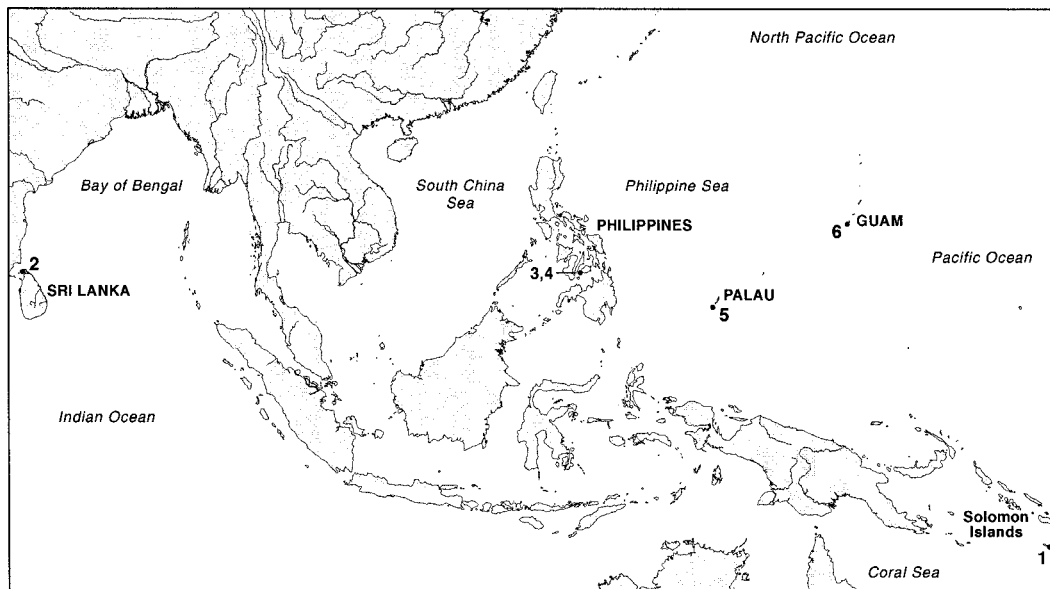 North Pacific Ocean
Bay of Bengal
South China
Sea
Philippine Sea
PHILIPPINES
6
GUAM
Pacific Ocean
2
SRI LANKA
3,4
PALAU
5
Indian Ocean
Solomon
Islands
1
Coral Sea